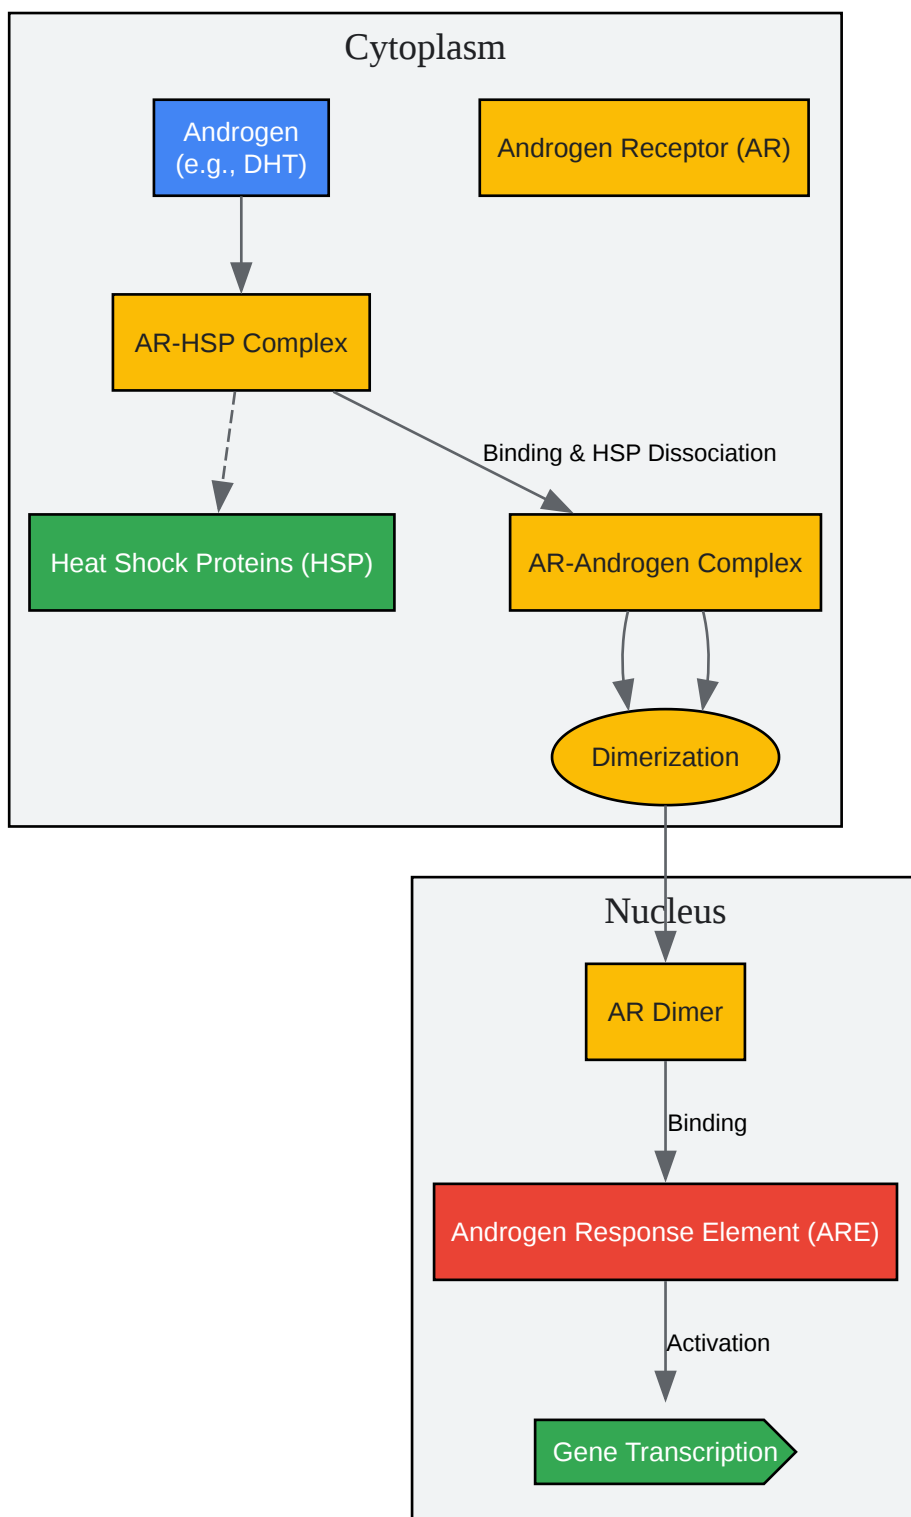 Cytoplasm
Androgen
(e.g., DHT)
Androgen Receptor (AR)
AR-HSP Complex
Binding & HSP Dissociation
Heat Shock Proteins (HSP)
AR-Androgen Complex
Dimerization
Nucleus
AR Dimer
Binding
Androgen Response Element (ARE)
Activation
Gene Transcription